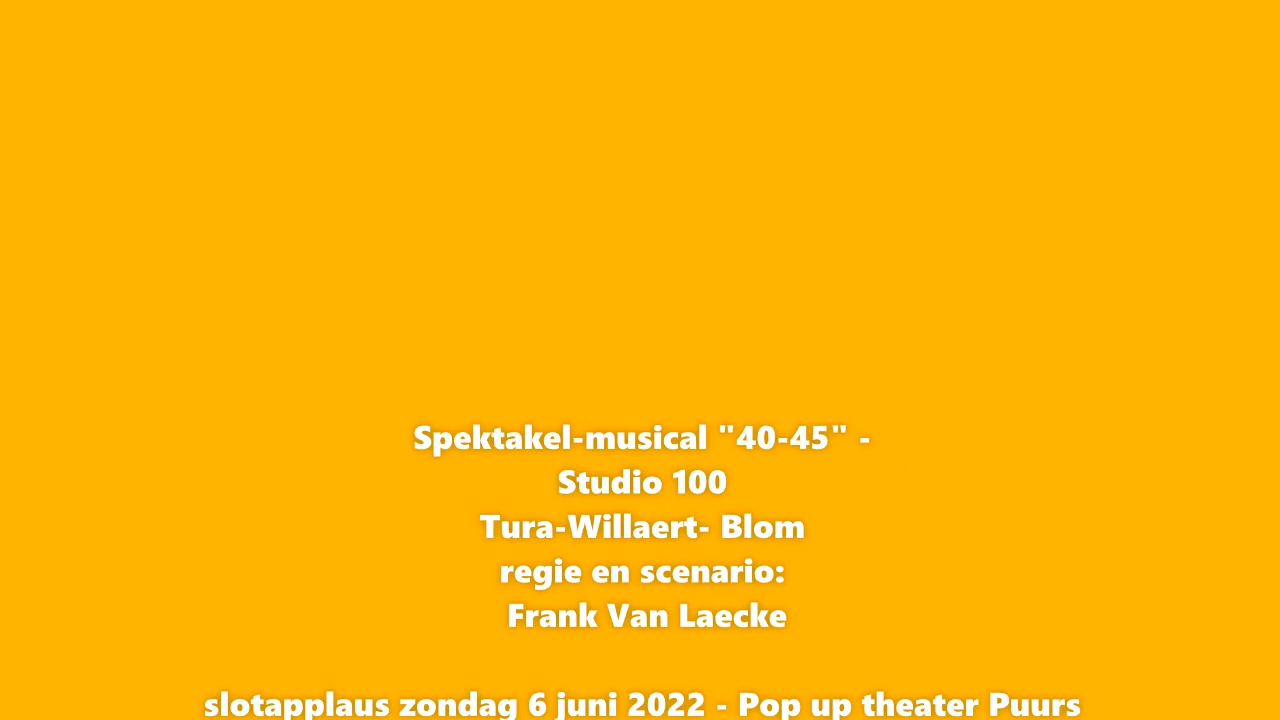 Spektakel-musical "40-45" -
Studio 100
Tura-Willaert- Blom
regie en scenario:
Frank Van Laecke
slotapplaus zondag 6 juni 2022 - Pop up theater Puurs